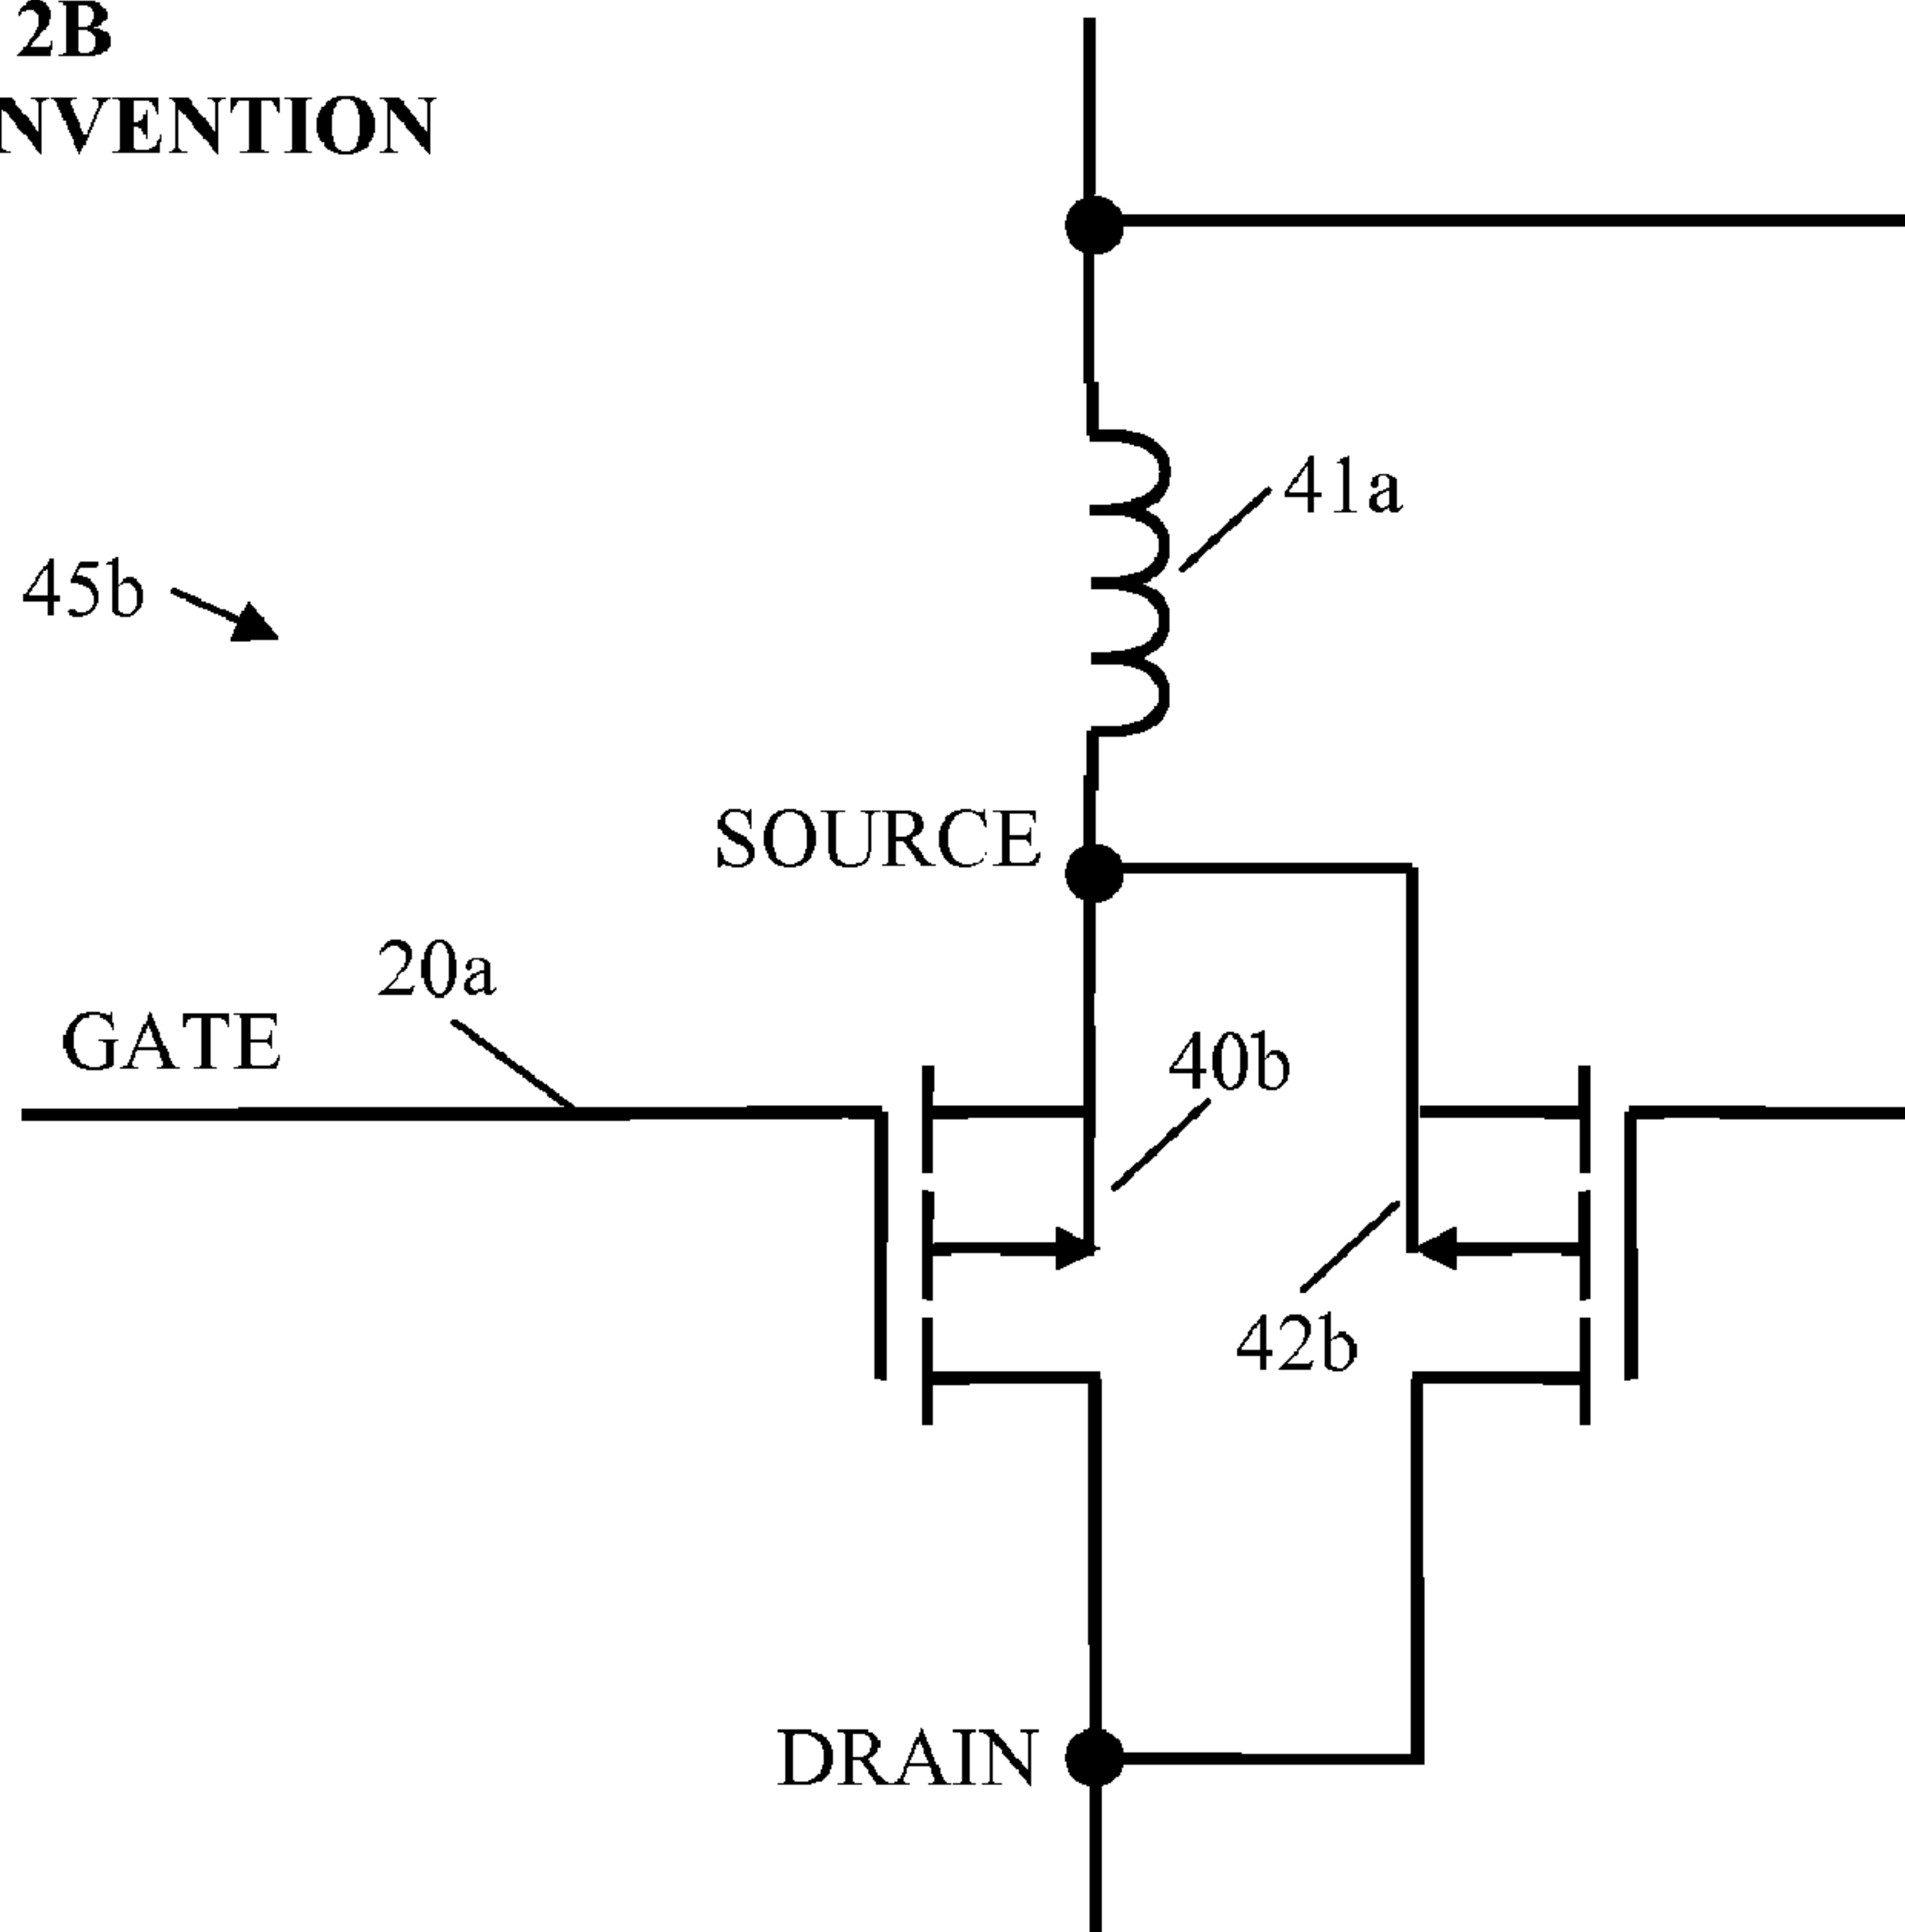 2B
NVENTION
41a
45b
SOURCE
20a
GATE
40b
42b
DRAIN